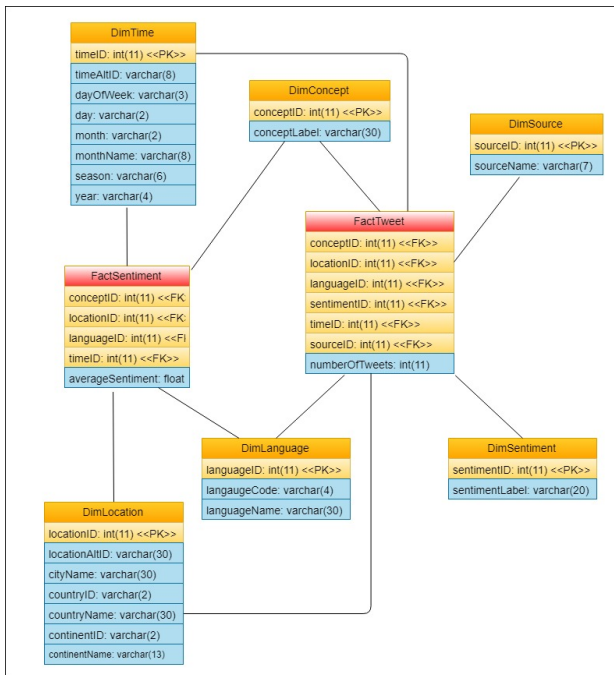 DimTime
timeID: int(11) <<PK>>
timeAltID: varchar(8)
dayOfWeek: varchar(3)
day: varchar(2)
month: varchar(2)
monthName: varchar(8)
season: varchar(6)
year: varchar(4)
DimConcept
conceptID: int(11) <<PK>>
conceptLabel: varchar(30)
DimSource
sourceID: int(11) <<PK>>
sourceName: varchar(7)
FactTweet
conceptID: int(11) <<FK>>
locationID: int(11) <<FK>>
languageID: int(11) <<FK>>
sentimentID: int(11) <<FK>>
timeID: int(11) <<FK>>
sourceID: int(11) <<FK>>
numberOfTweets: int(11)
FactSentiment
conceptID: int(11) <<FK:
locationID: int(11) <<FK:
languageID: int(11) <<Fl
timeID: int(11) <<FK>>
averageSentiment: float
DimLanguage
languageID: int(11) <<PK>>
langaugeCode: varchar(4)
languageName: varchar(30)
DimSentiment
sentimentID: int(11) <<PK>>
sentimentLabel: varchar(20)
DimLocation
locationID: int(11) <<PK>>
locationAltID: varchar(30)
cityName: varchar(30)
countryID: varchar(2)
countryName: varchar(30)
continentID: varchar(2)
continentName: varchar(13)